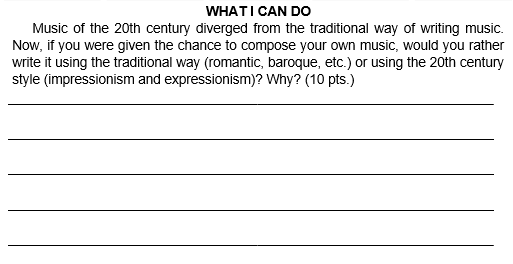 WHAT I CAN DO
Music of the 20th century diverged from the traditional way of writing music.
Now, if you were given the chance to compose your own music, would you rather
write it using the traditional way (romantic, baroque, etc.) or using the 20th century
style (impressionism and expressionism)? Why? (10 pts.)